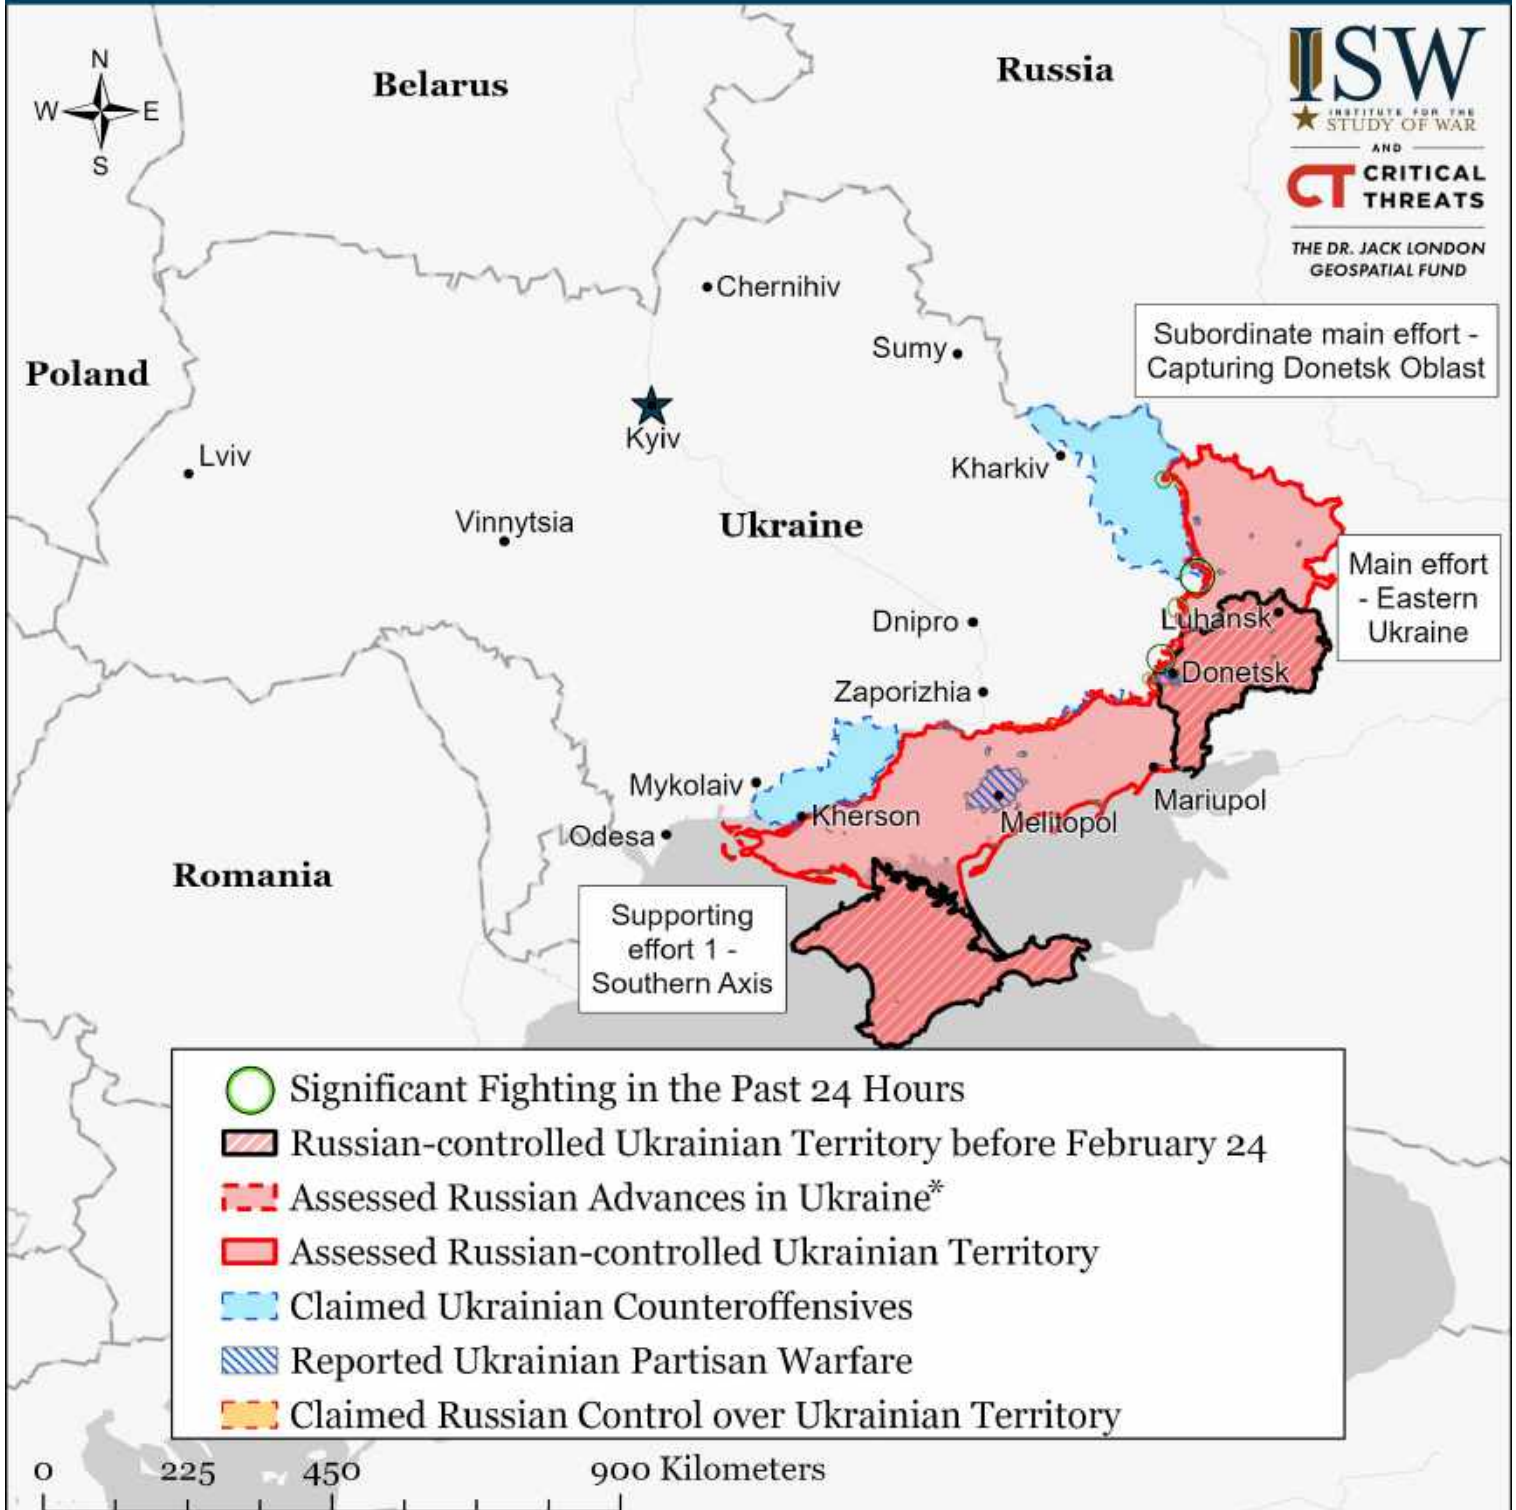 N
W E
S
Belarus
Russia
ISW
INSTITUTE FOR THE
STUDY OF WAR
AND
CT CRITICAL
THREATS
THE DR. JACK LONDON
GEOSPATIAL FUND
Chernihiv
Sumy
Subordinate main effort -
Capturing Donetsk Oblast
Poland
Kyiv
Lviv
Kharkiv
Vinnytsia
Ukraine
Main effort
- Eastern
Ukraine
Dnipro
Luhansk
Donetsk
Zaporizhia
Mykolaiv
Mariupol
Kherson
Melitopol
Odesa
Romania
Supporting
effort 1 -
Southern Axis
Significant Fighting in the Past 24 Hours
Russian-controlled Ukrainian Territory before February 24
Assessed Russian Advances in Ukraine*
Assessed Russian-controlled Ukrainian Territory
Claimed Ukrainian Counteroffensives
Reported Ukrainian Partisan Warfare
Claimed Russian Control over Ukrainian Territory
0 225 450 900 Kilometers